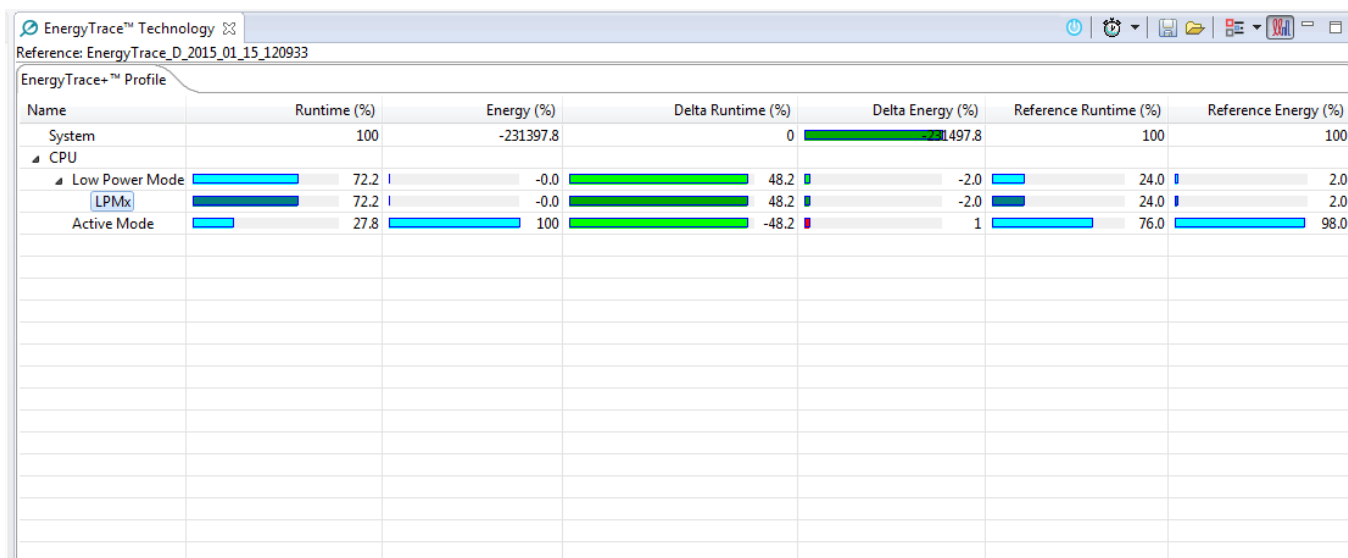 EnergyTrace™ Technology
Reference: EnergyTrace_D_2015_01_15_120933
EnergyTrace+™ Profile
Name Runtime (%) Energy (%) Delta Runtime (%) Delta Energy (%) Reference Runtime (%) Reference Energy (%)
System 100 -231397.8 0 -231497.8 100 100
CPU
Low Power Mode 72.2 -0.0 48.2 -2.0 24.0 2.0
LPMx 72.2 -0.0 48.2 -2.0 24.0 2.0
Active Mode 27.8 100 -48.2 1 76.0 98.0